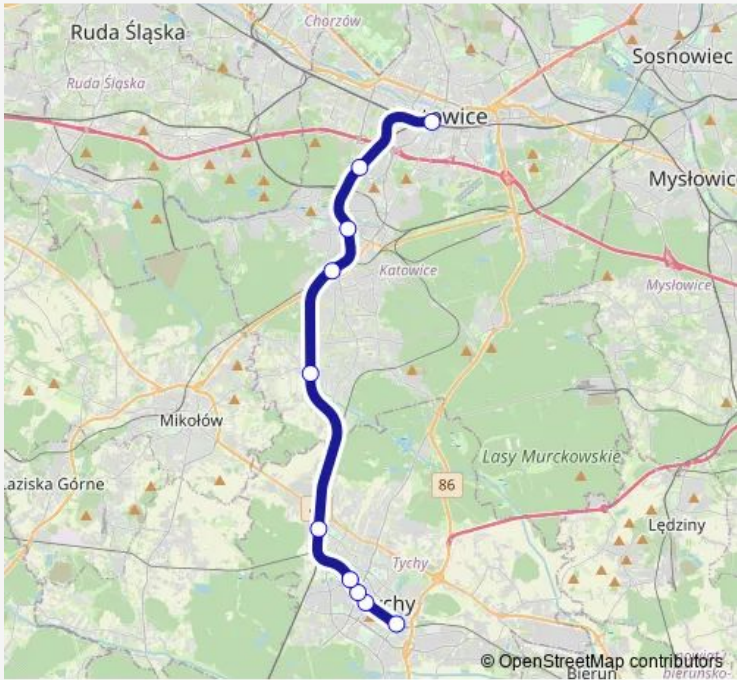 Chorzów
Ruda Śląska
Sosnowiec
Ruda Śląska
towice
Mysłowic
Katowice
Mysłowice
Mikołów
Łaziska Górne
Lasy Murckowskie
86
Lędziny
Tychy
chy
© OpenStreetMap contributors
Bieruń
bieruńsko-